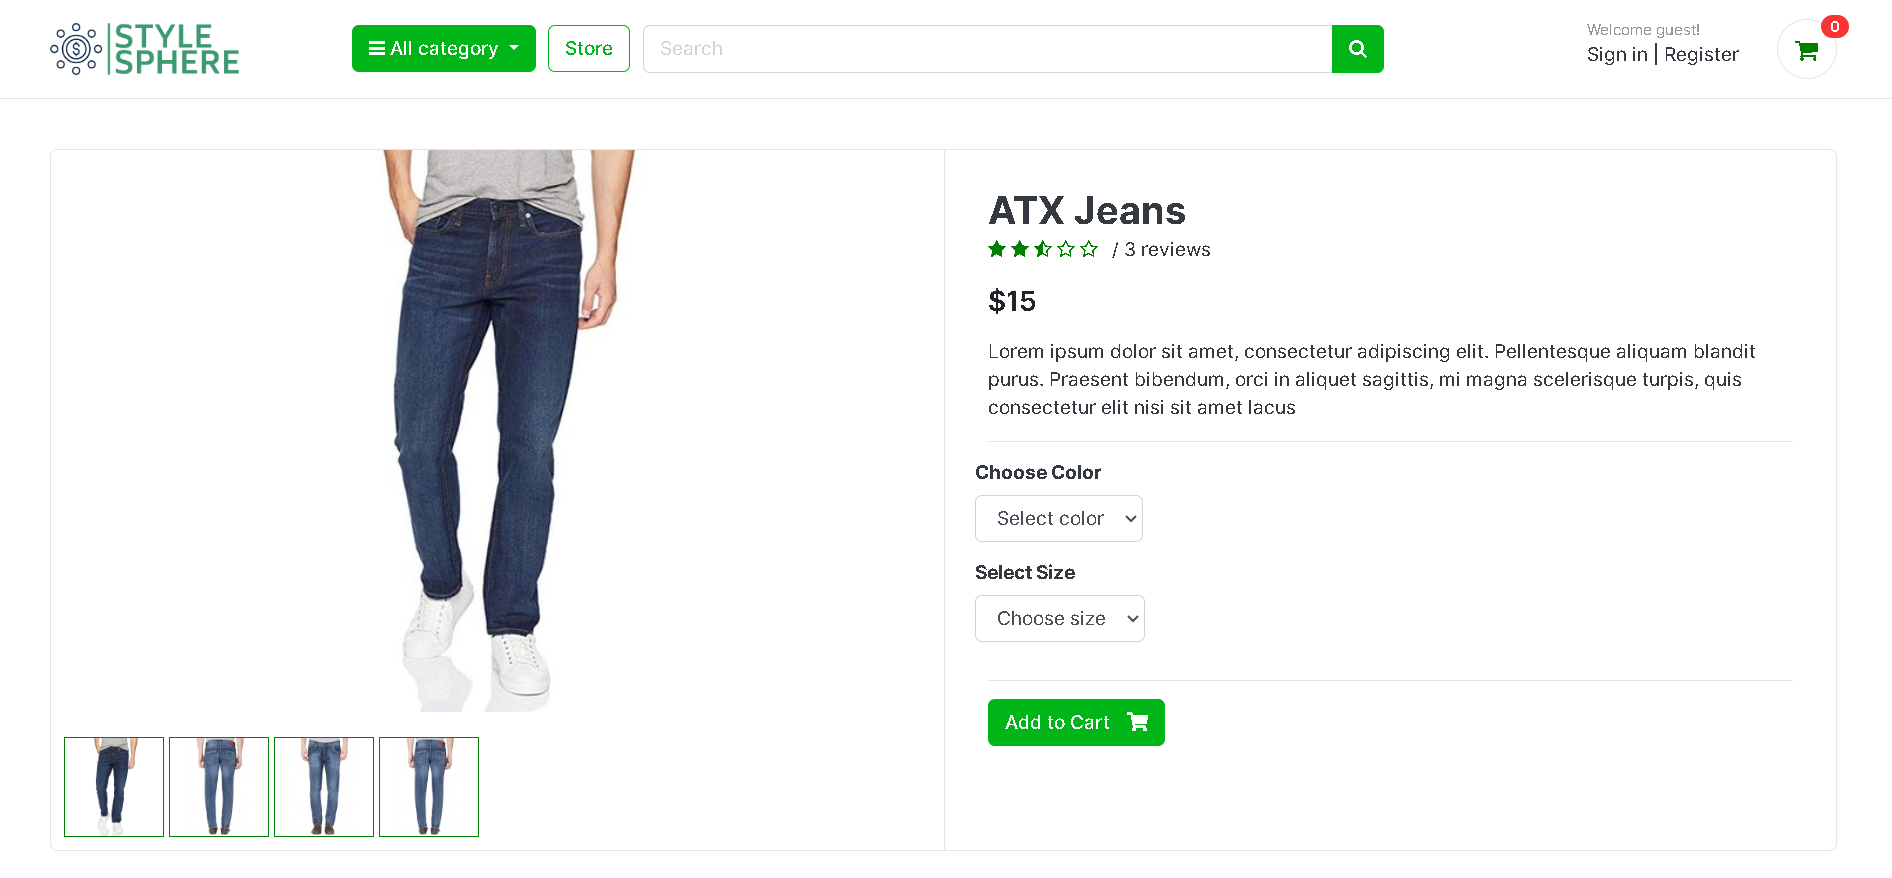 STYLE
SPHERE
All category
Store
Search
Welcome guest!
Sign in | Register
0
ATX Jeans
/ 3 reviews
$15
Lorem ipsum dolor sit amet, consectetur adipiscing elit. Pellentesque aliquam blandit
purus. Praesent bibendum, orci in aliquet sagittis, mi magna scelerisque turpis, quis
consectetur elit nisi sit amet lacus
Choose Color
Select color
Select Size
Choose size
Add to Cart